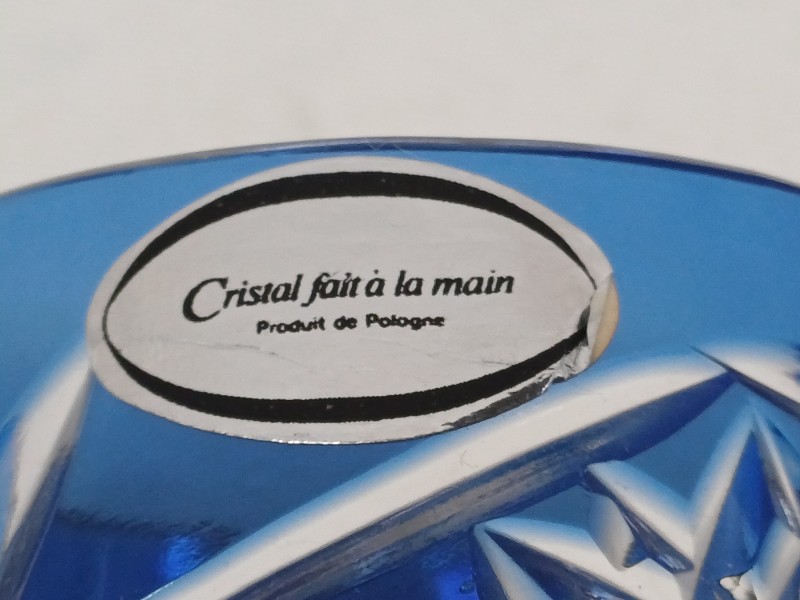 Cristal fait à la main
Produit de Pologne